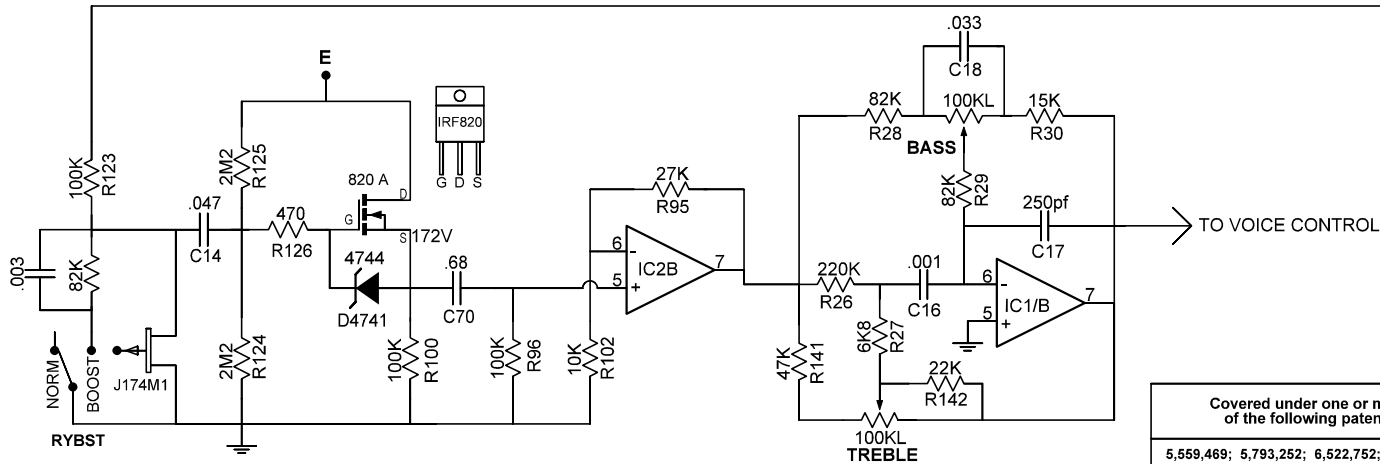 .033
C18
E
82K
R28
100KL
15K
R30
BASS
IRF820
G D S
100K
R123
2M2
R125
820 A
D
G
S
172V
27K
R95
82K
R29
250pf
C17
TO VOICE CONTROL
.047
C14
470
R126
4744
D4741
.68
C70
6
-
5
+
IC2B
7
220K
R26
.001
C16
6
-
5
+
IC1/B
7
.003
82K
NORM
BOOST
RYBST
J174M1
2M2
R124
100K
R100
100K
R96
10K
R102
47K
R141
6K8
R27
22K
R142
100KL
TREBLE
Covered under one or m
of the following paten
5,559,469; 5,793,252; 6,522,752;